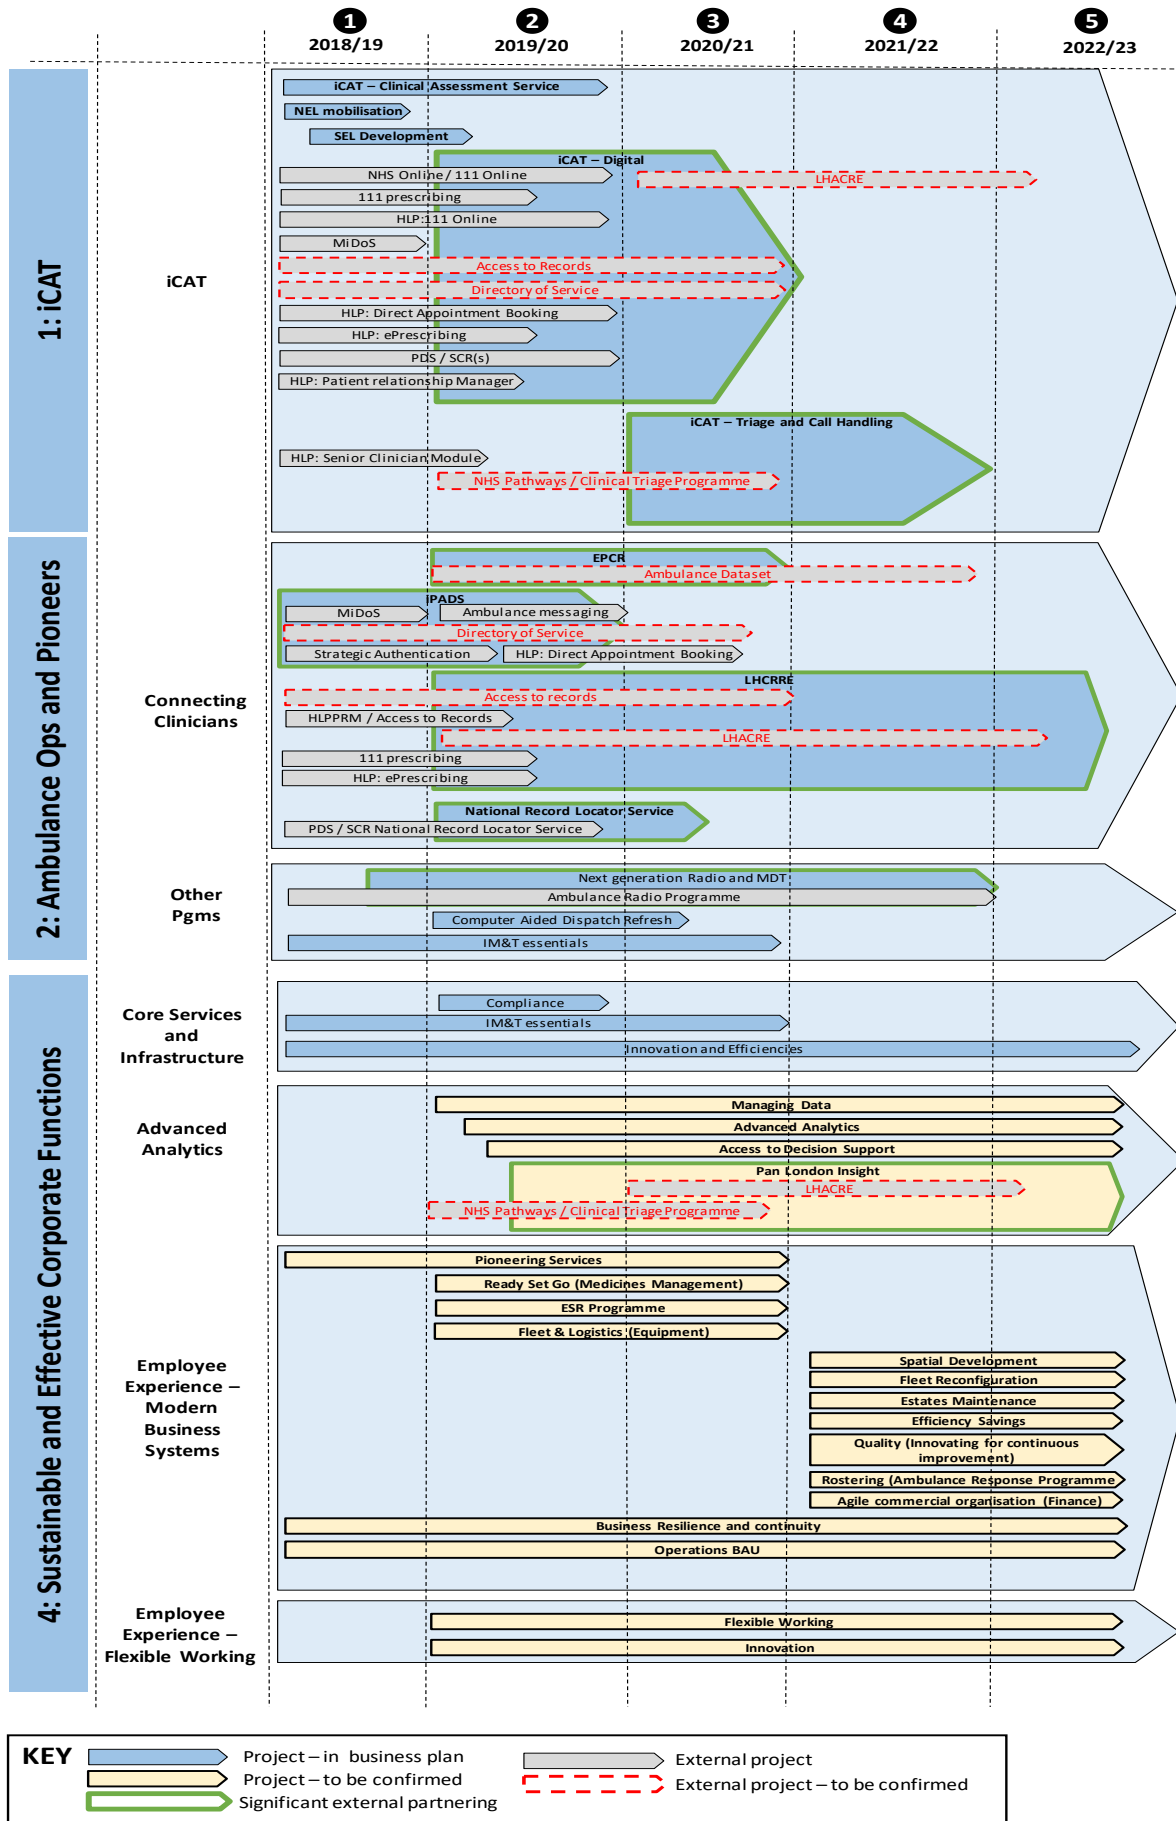 1 2 3 4 5
2018/19 2019/20 2020/21 2021/22 2022/23
1: iCAT
iCAT
iCAT – Clinical Assessment Service
NEL mobilisation
SEL Development
iCAT – Digital
NHS Online / 111 Online
LHACRE
111 prescribing
HLP:111 Online
MiDoS
Access to Records
Directory of Service
HLP: Direct Appointment Booking
HLP: ePrescribing
PDS / SCR(s)
HLP: Patient relationship Manager
iCAT – Triage and Call Handling
HLP: Senior Clinician Module
NHS Pathways / Clinical Triage Programme
2: Ambulance Ops and Pioneers
Connecting
Clinicians
EPCR
Ambulance Dataset
iPADS
MiDoS
Ambulance messaging
Directory of Service
Strategic Authentication
HLP: Direct Appointment Booking
LHCRRE
Access to records
HLPPRM / Access to Records
LHACRE
111 prescribing
HLP: ePrescribing
National Record Locator Service
PDS / SCR National Record Locator Service
Other
Pgms
Next generation Radio and MDT
Ambulance Radio Programme
Computer Aided Dispatch Refresh
IM&T essentials
4: Sustainable and Effective Corporate Functions
Core Services
and
Infrastructure
Compliance
IM&T essentials
Innovation and Efficiencies
Advanced
Analytics
Managing Data
Advanced Analytics
Access to Decision Support
Pan London Insight
LHACRE
NHS Pathways / Clinical Triage Programme
Employee
Experience –
Modern
Business
Systems
Pioneering Services
Ready Set Go (Medicines Management)
ESR Programme
Fleet & Logistics (Equipment)
Spatial Development
Fleet Reconfiguration
Estates Maintenance
Efficiency Savings
Quality (Innovating for continuous
improvement)
Rostering (Ambulance Response Programme
Agile commercial organisation (Finance)
Business Resilience and continuity
Operations BAU
Employee
Experience –
Flexible Working
Flexible Working
Innovation
KEY
Project – in business plan
Project – to be confirmed
Significant external partnering
External project
External project – to be confirmed